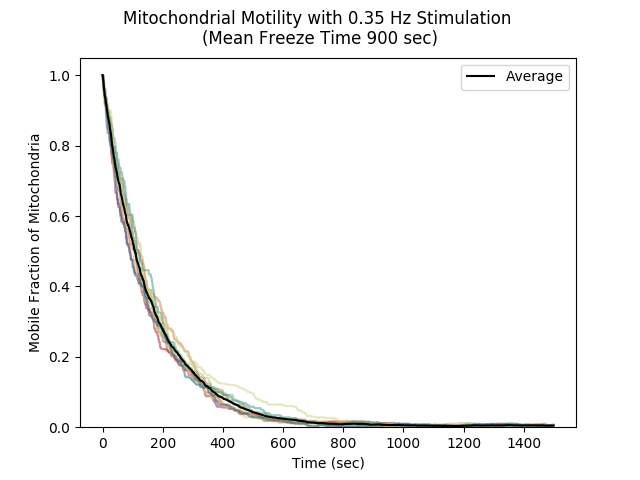 Mitochondrial Motility with 0.35 Hz Stimulation
(Mean Freeze Time 900 sec)
Average
Mobile Fraction of Mitochondria
1.0
0.8
0.6
0.4
0.2
0.0
0 200 400 600 800 1000 1200 1400
Time (sec)